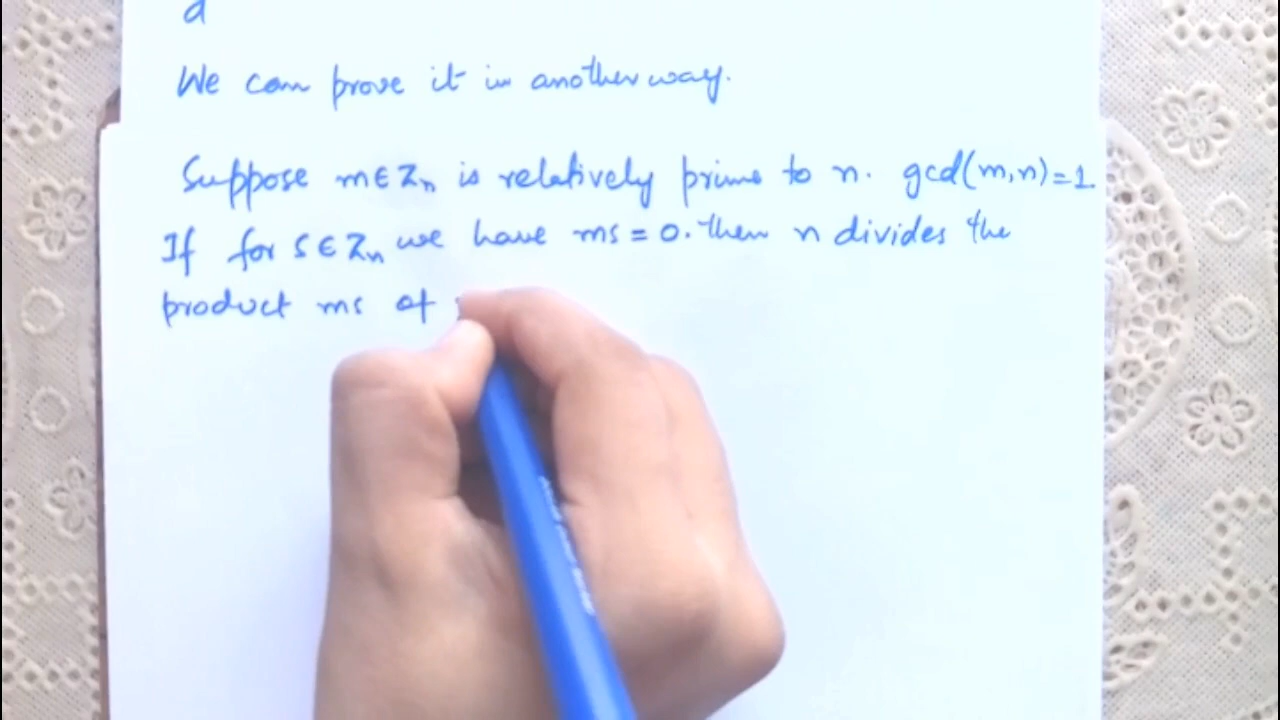 d
We can prove it in another way.
Suppose m∈Zn is relatively prime to n. gcd(m,n)=1
If for s∈Zn we have ms=0. then n divides the
product ms of